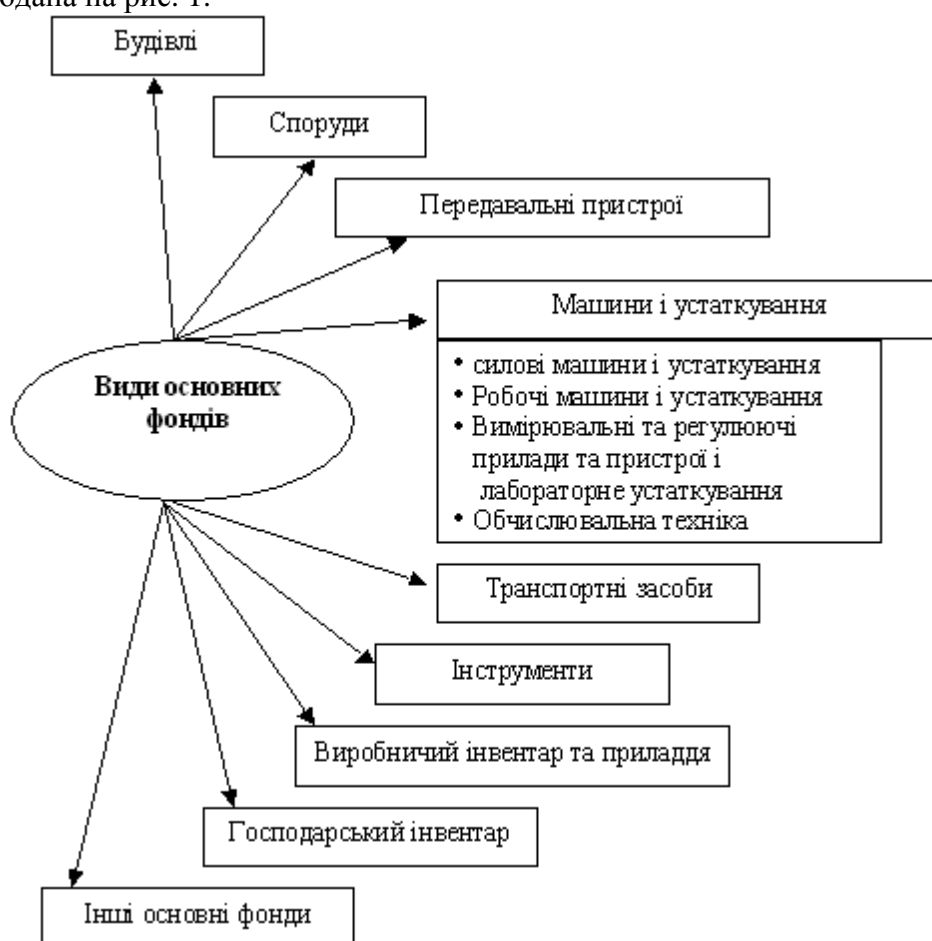 на рис. 1.
Будівлі
Споруди
Передавальні пристрої
Машини і устаткування
• силові машини і устаткування
• Робочі машини і устаткування
• Вимірювальні та регулюючі
прилади та пристрої і
лабораторне устаткування
• Обчислювальна техніка
Види основних
фондів
Транспортні засоби
Інструменти
Виробничий інвентар та приладдя
Господарський інвентар
Інші основні фонди